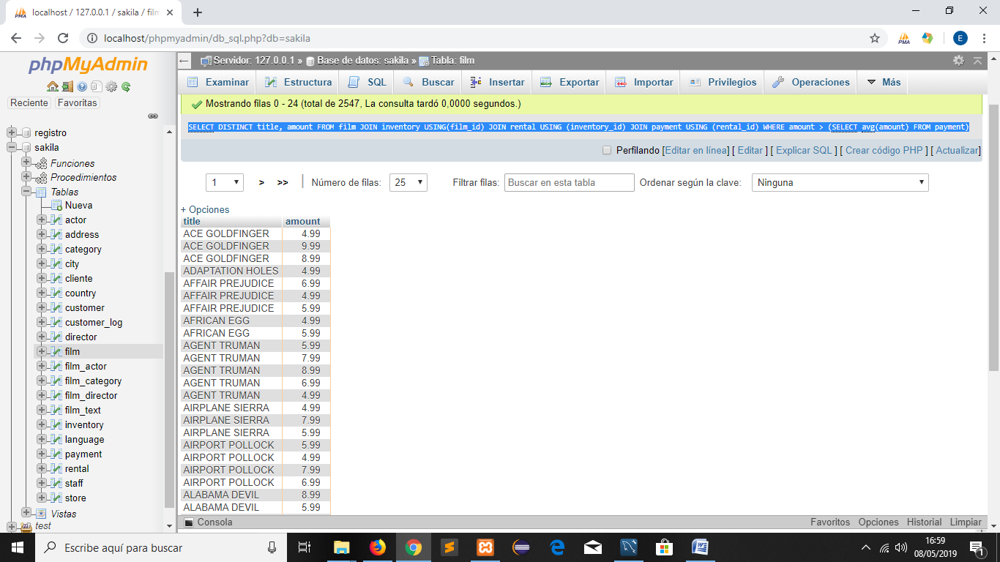 localhost / 127.0.0.1 / sakila / film
localhost/phpmyadmin/db_sql.php?db=sakila
PMA
E
phpMyAdmin
Reciente
Favoritas
registro
sakila
Funciones
Procedimientos
Tablas
Nueva
actor
address
category
city
cliente
country
customer
customer_log
director
film
film_actor
film_category
film_director
film_text
inventory
language
payment
rental
staff
store
Vistas
test
Servidor: 127.0.0.1 » Base de datos: sakila » Tabla: film
Examinar Estructura SQL Buscar Insertar Exportar Importar Privilegios Operaciones Más
Mostrando filas 0 - 24 (total de 2547, La consulta tardó 0,0000 segundos.)
SELECT DISTINCT title, amount FROM film JOIN inventory USING(film_id) JOIN rental USING (inventory_id) JOIN payment USING (rental_id) WHERE amount > (SELECT avg(amount) FROM payment)
Perfilando [Editar en línea] [ Editar ] [ Explicar SQL ] [ Crear código PHP ] [ Actualizar]
1 > >> Número de filas: 25 Filtrar filas: Buscar en esta tabla Ordenar según la clave: Ninguna
+ Opciones
title amount
ACE GOLDFINGER 4.99
ACE GOLDFINGER 9.99
ACE GOLDFINGER 8.99
ADAPTATION HOLES 4.99
AFFAIR PREJUDICE 6.99
AFFAIR PREJUDICE 4.99
AFFAIR PREJUDICE 5.99
AFRICAN EGG 4.99
AFRICAN EGG 5.99
AGENT TRUMAN 5.99
AGENT TRUMAN 7.99
AGENT TRUMAN 8.99
AGENT TRUMAN 6.99
AGENT TRUMAN 4.99
AIRPLANE SIERRA 4.99
AIRPLANE SIERRA 7.99
AIRPLANE SIERRA 5.99
AIRPORT POLLOCK 5.99
AIRPORT POLLOCK 4.99
AIRPORT POLLOCK 7.99
AIRPORT POLLOCK 6.99
ALABAMA DEVIL 8.99
ALABAMA DEVIL 5.99
Consola Favoritos Opciones Historial Limpiar
Escribe aquí para buscar
16:59
08/05/2019
1